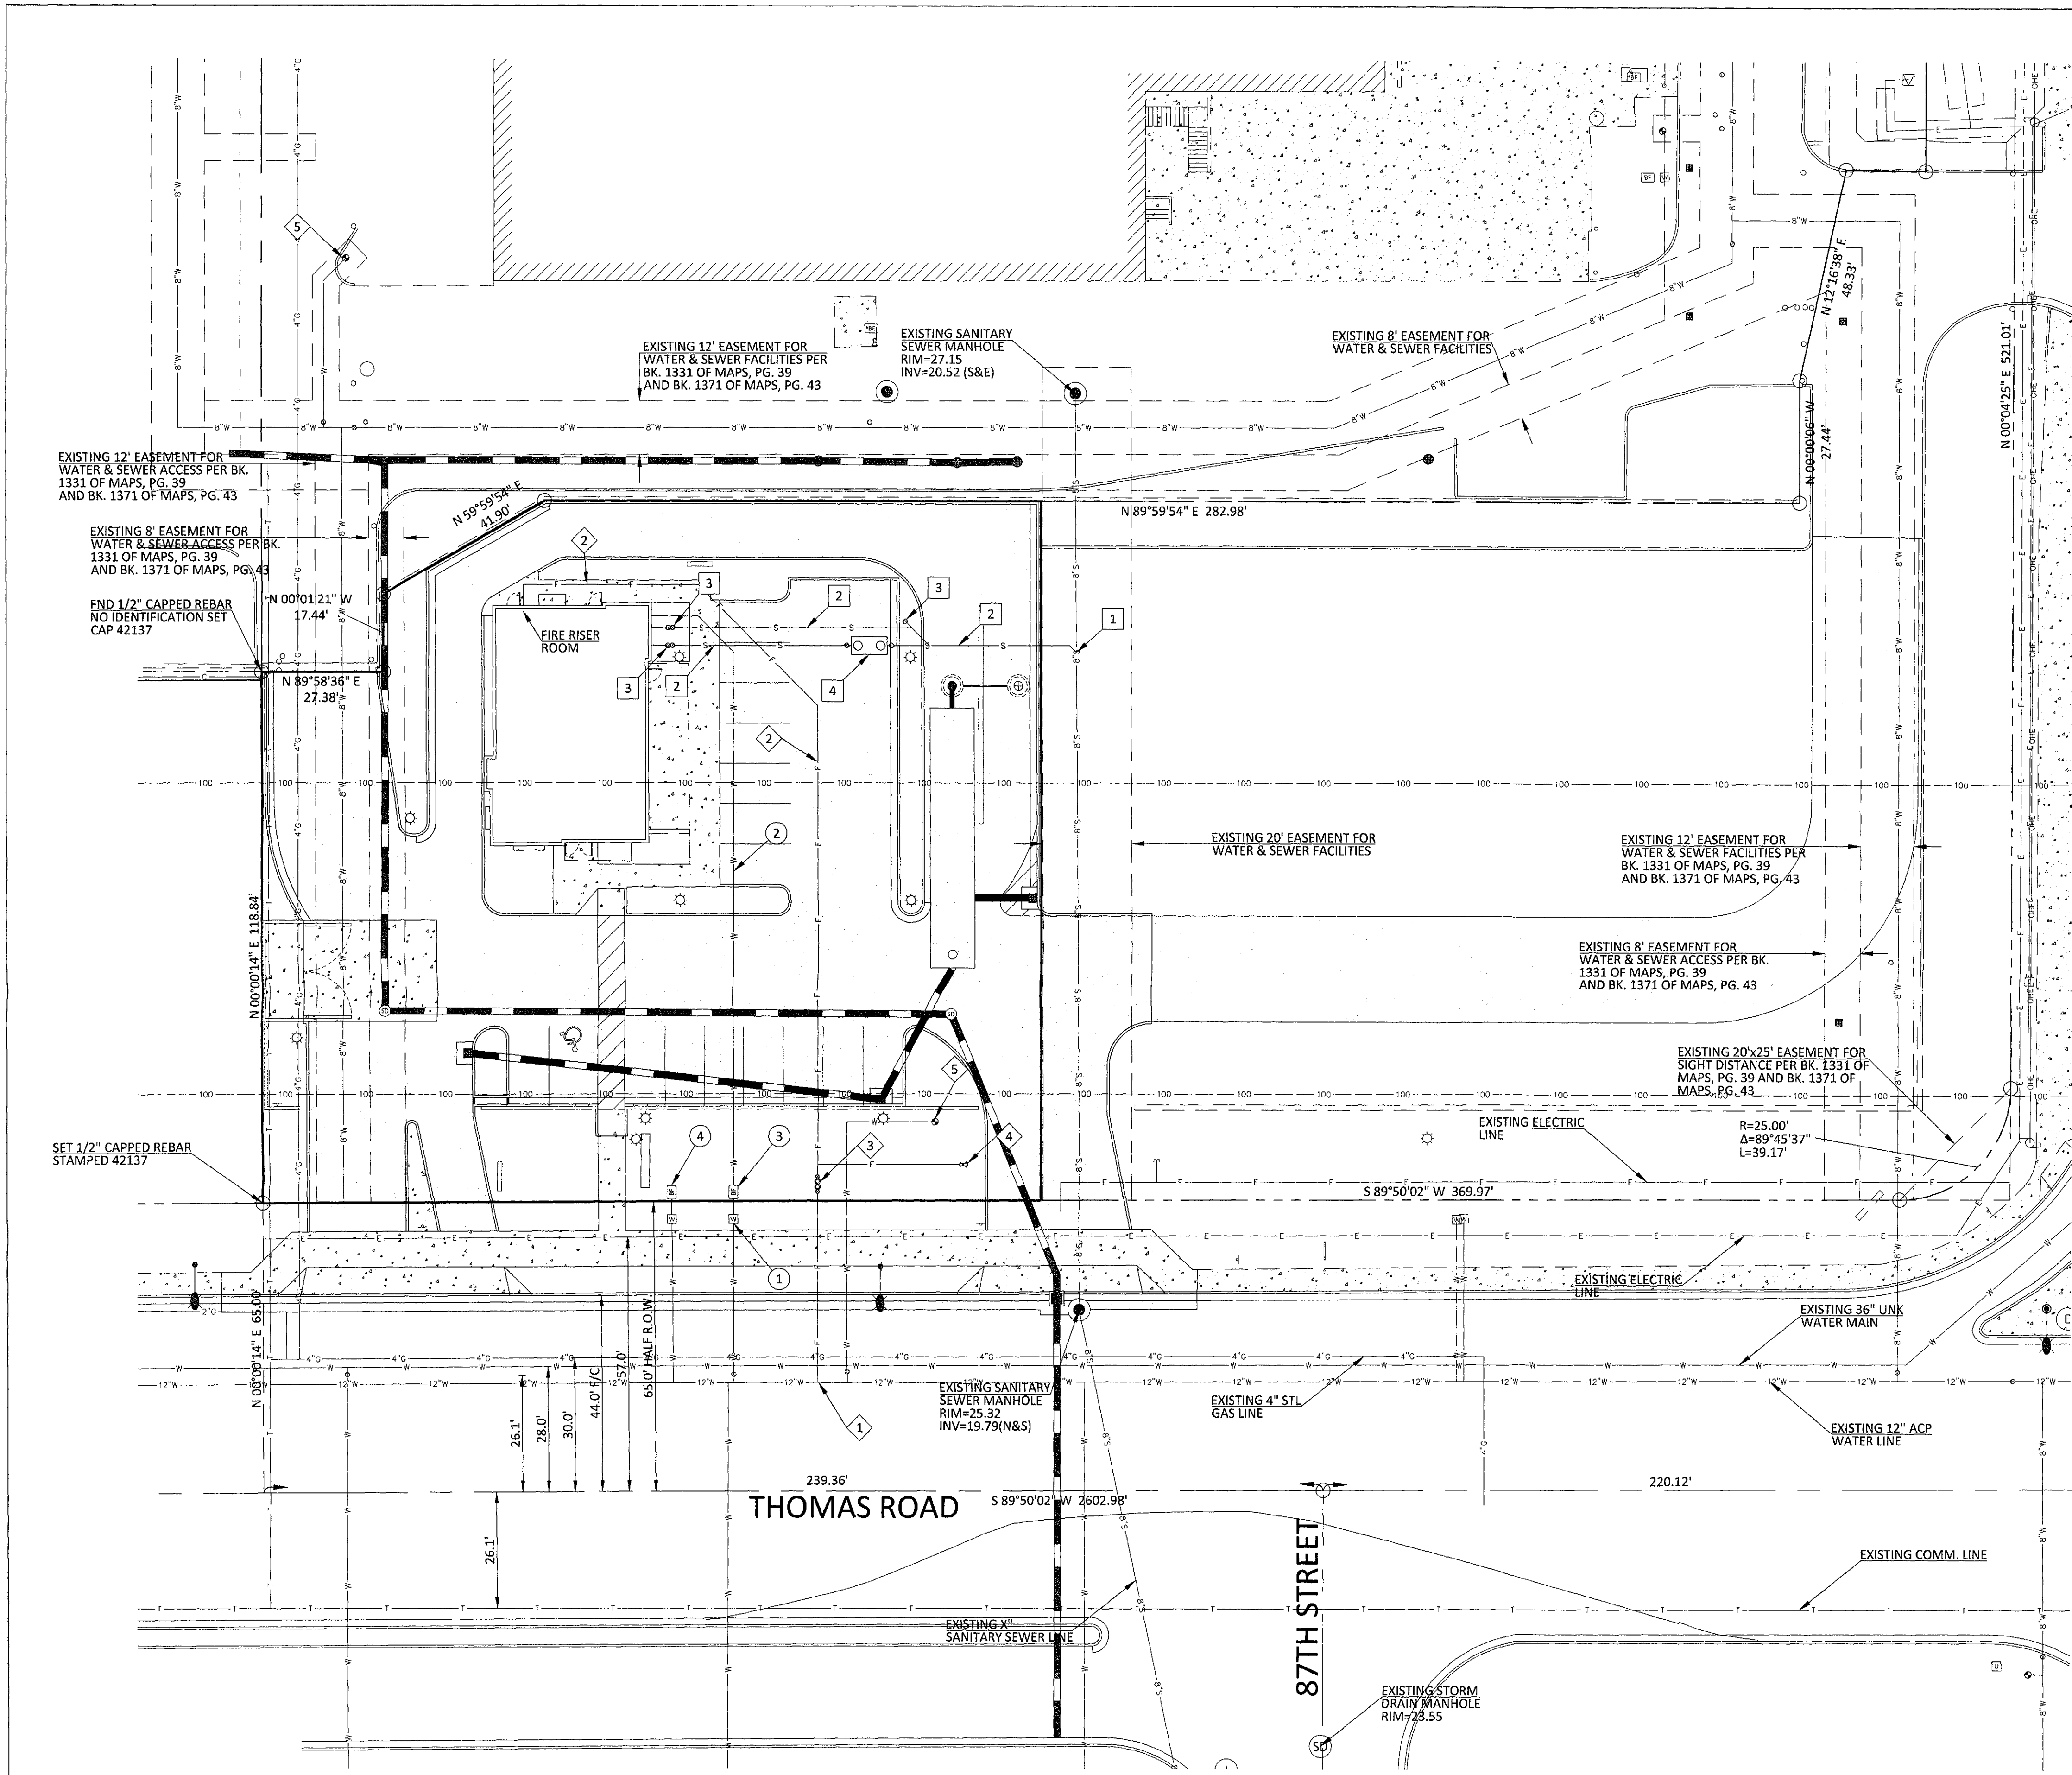 EXISTING 12' EASEMENT FOR
WATER & SEWER FACILITIES PER
BK. 1331 OF MAPS, PG. 39
AND BK. 1371 OF MAPS, PG. 43
EXISTING SANITARY
SEWER MANHOLE
RIM=27.15
INV=20.52 (S&E)
EXISTING 8' EASEMENT FOR
WATER & SEWER FACILITIES
N 12°16'38" E
48.33'
N 00°04'25" E 521.01'
N 00°00'06" W
27.44'
EXISTING 12' EASEMENT FOR
WATER & SEWER ACCESS PER BK.
1331 OF MAPS, PG. 39
AND BK. 1371 OF MAPS, PG. 43
N 59°59'54" E
41.90'
N 89°59'54" E 282.98'
EXISTING 8' EASEMENT FOR
WATER & SEWER ACCESS PER BK.
1331 OF MAPS, PG. 39
AND BK. 1371 OF MAPS, PG. 43
FND 1/2" CAPPED REBAR
NO IDENTIFICATION SET
CAP 42137
N 00°01'21" W
17.44'
FIRE RISER
ROOM
N 89°58'36" E
27.38'
EXISTING 20' EASEMENT FOR
WATER & SEWER FACILITIES
EXISTING 12' EASEMENT FOR
WATER & SEWER FACILITIES PER
BK. 1331 OF MAPS, PG. 39
AND BK. 1371 OF MAPS, PG. 43
N 00°00'14" E 118.84'
EXISTING 8' EASEMENT FOR
WATER & SEWER ACCESS PER BK.
1331 OF MAPS, PG. 39
AND BK. 1371 OF MAPS, PG. 43
EXISTING 20'x25' EASEMENT FOR
SIGHT DISTANCE PER BK. 1331 OF
MAPS, PG. 39 AND BK. 1371 OF
MAPS, PG. 43
SET 1/2" CAPPED REBAR
STAMPED 42137
EXISTING ELECTRIC
LINE
R=25.00'
Δ=89°45'37"
L=39.17'
S 89°50'02" W 369.97'
EXISTING ELECTRIC
LINE
EXISTING 36" UNK
WATER MAIN
N 00°00'14" E 65.00'
26.1'
28.0'
30.0'
44.0' F/C
57.0'
65.0' HALF R.O.W.
EXISTING SANITARY
SEWER MANHOLE
RIM=25.32
INV=19.79(N&S)
EXISTING 4" STL
GAS LINE
EXISTING 12" ACP
WATER LINE
239.36'
THOMAS ROAD
S 89°50'02" W 2602.98'
220.12'
26.1'
87TH STREET
EXISTING COMM. LINE
EXISTING X"
SANITARY SEWER LINE
EXISTING STORM
DRAIN MANHOLE
RIM=23.55